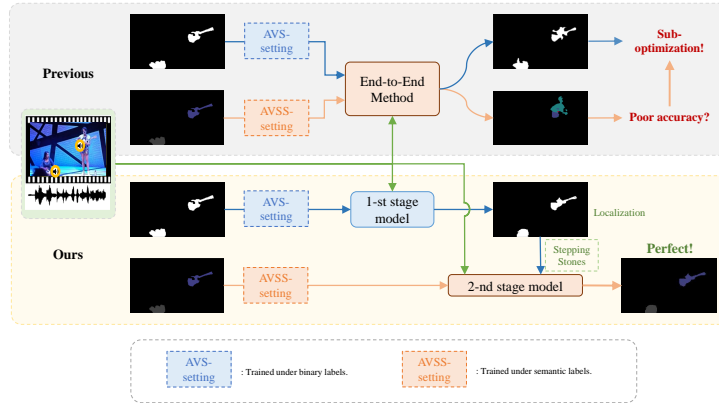 AVS-
setting
Sub-
optimization!
Previous
End-to-End
Method
AVSS-
setting
Poor accuracy?
AVS-
setting
1-st stage
model
Localization
Ours
Stepping
Stones
Perfect!
AVSS-
setting
2-nd stage model
AVS-
setting
: Trained under binary labels.
AVSS-
setting
: Trained under semantic labels.